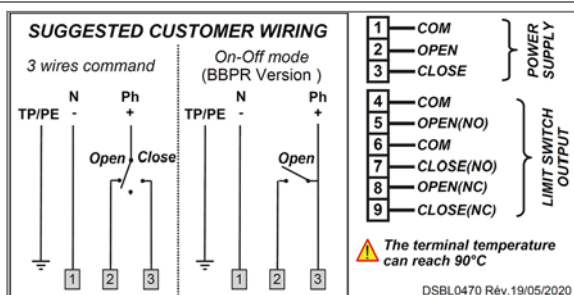 SUGGESTED CUSTOMER WIRING
3 wires command
N
Ph
TP/PE
-
+
Open
Close
1
2
3
On-Off mode
(BBPR Version )
N
Ph
TP/PE
-
+
Open
1
2
3
1 COM
2 OPEN
3 CLOSE
POWER
SUPPLY
4 COM
5 OPEN(NO)
6 COM
7 CLOSE(NO)
8 OPEN(NC)
9 CLOSE(NC)
LIMIT SWITCH
OUTPUT
The terminal temperature
can reach 90°C
DSBL0470 Rév.19/05/2020